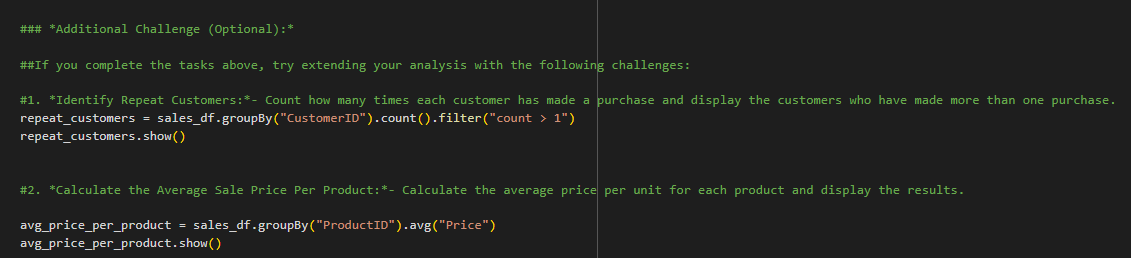 ### *Additional Challenge (Optional):*
##If you complete the tasks above, try extending your analysis with the following challenges:
#1. *Identify Repeat Customers:*- Count how many times each customer has made a purchase and display the customers who have made more than one purchase.
repeat_customers = sales_df.groupBy("CustomerID").count().filter("count > 1")
repeat_customers.show()
#2. *Calculate the Average Sale Price Per Product:*- Calculate the average price per unit for each product and display the results.
avg_price_per_product = sales_df.groupBy("ProductID").avg("Price")
avg_price_per_product.show()